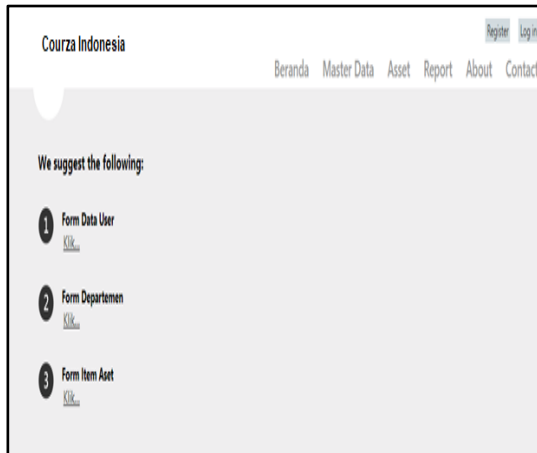 Register Log in
Courza Indonesia
Beranda Master Data Asset Report About Contact
We suggest the following:
1 Form Data User
Klik...
2 Form Departemen
Klik...
3 Form Item Aset
Klik...